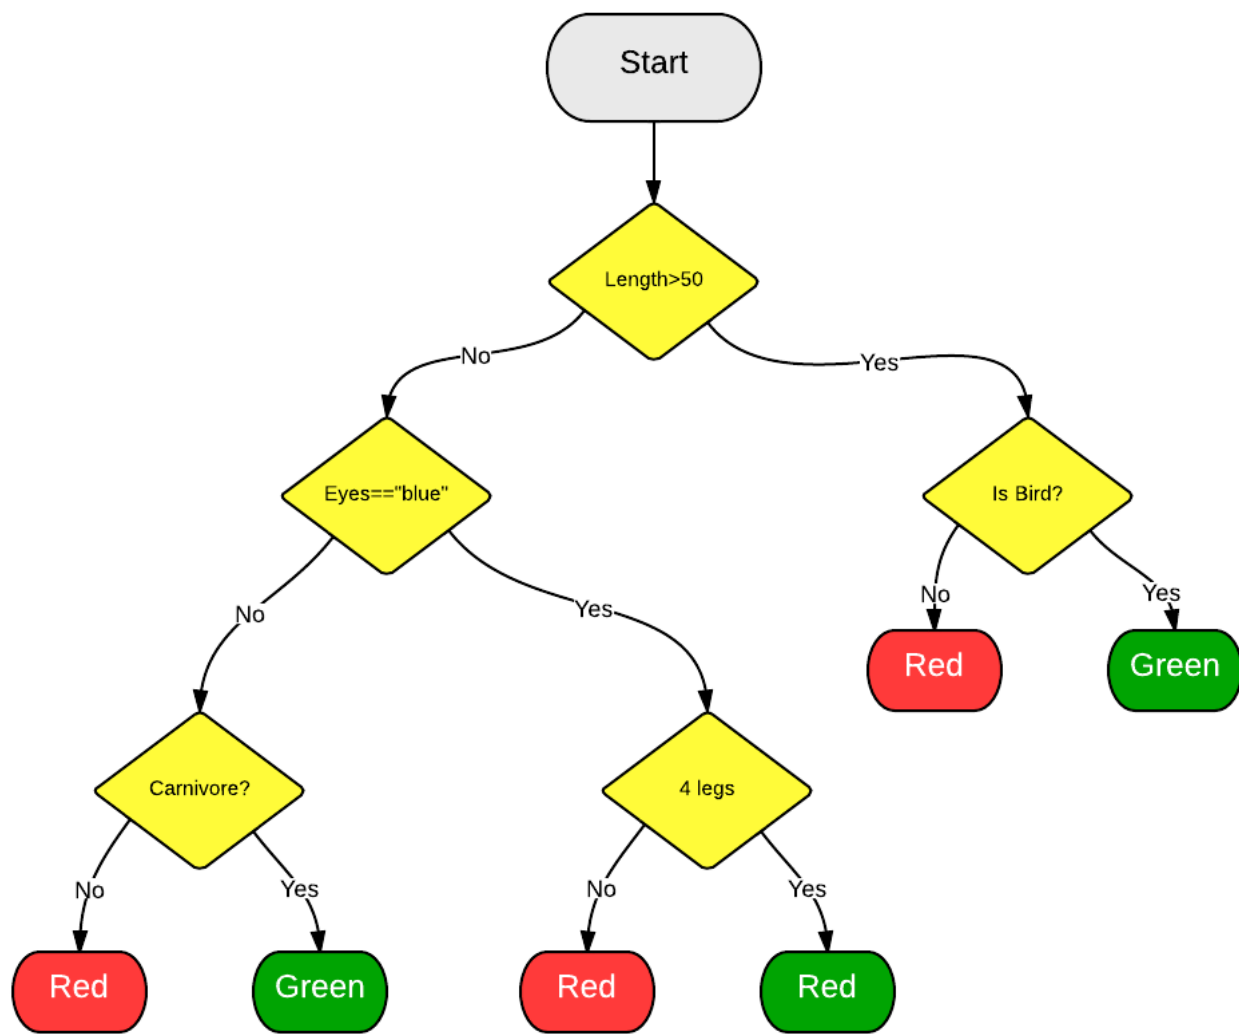 Start
Length>50
No
Yes
Eyes=="blue"
Is Bird?
No
Yes
No
Yes
Red
Green
Carnivore?
4 legs
No
Yes
No
Yes
Red
Green
Red
Red